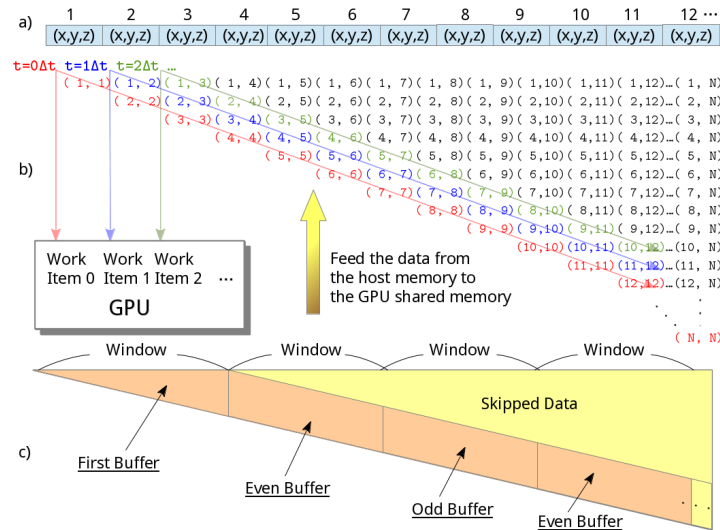 1 2 3 4 5 6 7 8 9 10 11 12 ...
a) (x,y,z) (x,y,z) (x,y,z) (x,y,z) (x,y,z) (x,y,z) (x,y,z) (x,y,z) (x,y,z) (x,y,z) (x,y,z) (x,y,z)
t=0Δt t=1Δt t=2Δt ...
( 1, 1)( 1, 2)( 1, 3)( 1, 4)( 1, 5)( 1, 6)( 1, 7)( 1, 8)( 1, 9)( 1,10)( 1,11)( 1,12)…( 1, N)
( 2, 2)( 2, 3)( 2, 4)( 2, 5)( 2, 6)( 2, 7)( 2, 8)( 2, 9)( 2,10)( 2,11)( 2,12)…( 2, N)
( 3, 3)( 3, 4)( 3, 5)( 3, 6)( 3, 7)( 3, 8)( 3, 9)( 3,10)( 3,11)( 3,12)…( 3, N)
( 4, 4)( 4, 5)( 4, 6)( 4, 7)( 4, 8)( 4, 9)( 4,10)( 4,11)( 4,12)…( 4, N)
( 5, 5)( 5, 6)( 5, 7)( 5, 8)( 5, 9)( 5,10)( 5,11)( 5,12)…( 5, N)
b) ( 6, 6)( 6, 7)( 6, 8)( 6, 9)( 6,10)( 6,11)( 6,12)…( 6, N)
( 7, 7)( 7, 8)( 7, 9)( 7,10)( 7,11)( 7,12)…( 7, N)
( 8, 8)( 8, 9)( 8,10)( 8,11)( 8,12)…( 8, N)
( 9, 9)( 9,10)( 9,11)( 9,12)…( 9, N)
(10,10)(10,11)(10,12)…(10, N)
(11,11)(11,12)…(11, N)
(12,12)…(12, N)
( N, N)
Work Work Work
Item 0 Item 1 Item 2 ...
GPU
Feed the data from
the host memory to
the GPU shared memory
Window Window Window Window
Skipped Data
c)
First Buffer
Even Buffer
Odd Buffer
Even Buffer
. . .